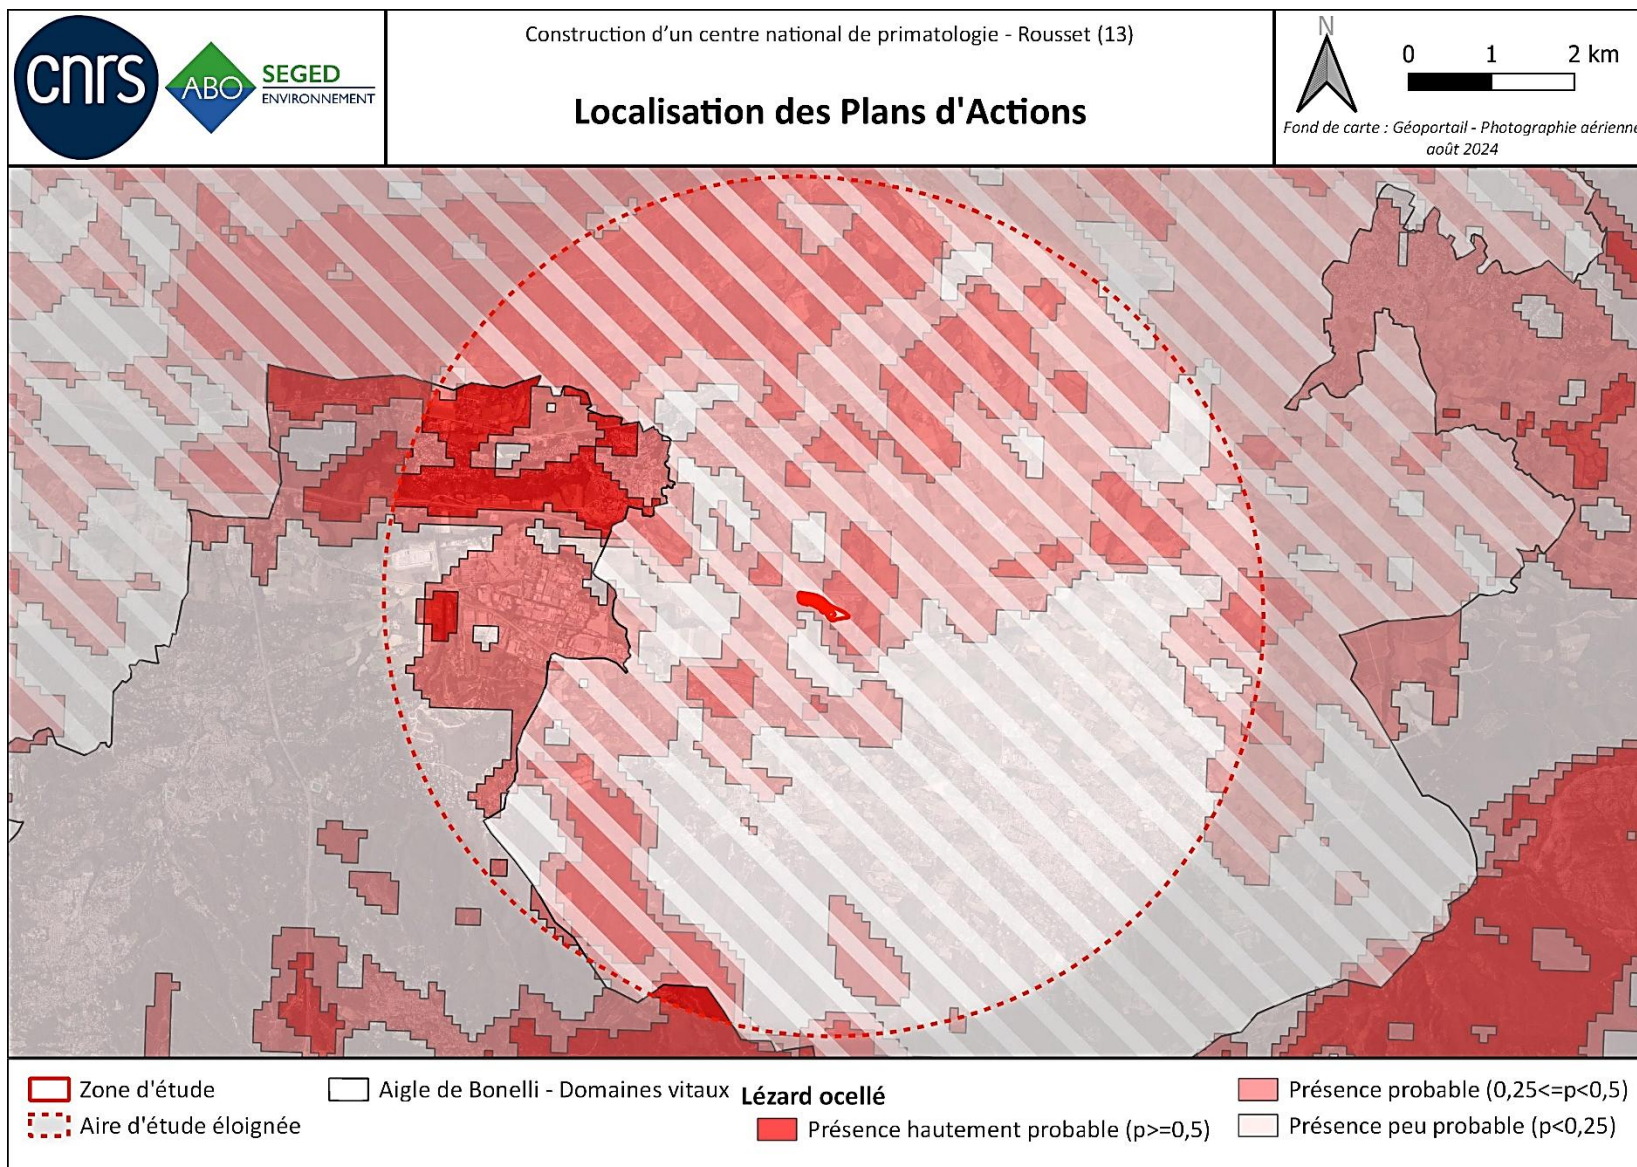 cnrs
ABO
SEGED
ENVIRONNEMENT
Construction d'un centre national de primatologie - Rousset (13)
Localisation des Plans d'Actions
N
0 1 2 km
Fond de carte : Géoportail - Photographie aérienne
août 2024
Zone d'étude
Aire d'étude éloignée
Aigle de Bonelli - Domaines vitaux
Lézard ocellé
Présence hautement probable (p>=0,5)
Présence probable (0,25<=p<0,5)
Présence peu probable (p<0,25)